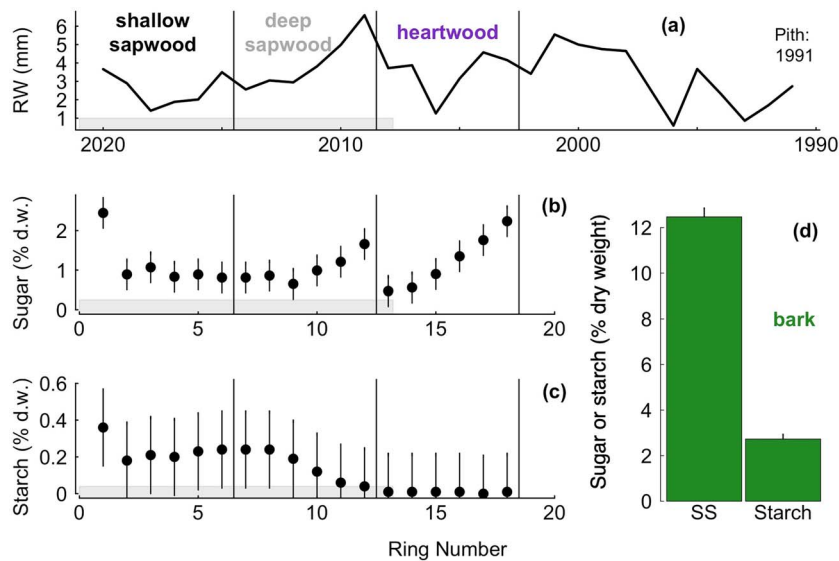 shallow
sapwood
deep
sapwood
heartwood
(a)
Pith:
1991
RW (mm)
6
5
4
3
2
1
2020
2010
2000
1990
Sugar (% d.w.)
2
1
0
(b)
0
5
10
15
20
Starch (% d.w.)
0.6
0.4
0.2
0
(c)
0
5
10
15
20
Ring Number
Sugar or starch (% dry weight)
12
10
8
6
4
2
0
(d)
bark
SS
Starch